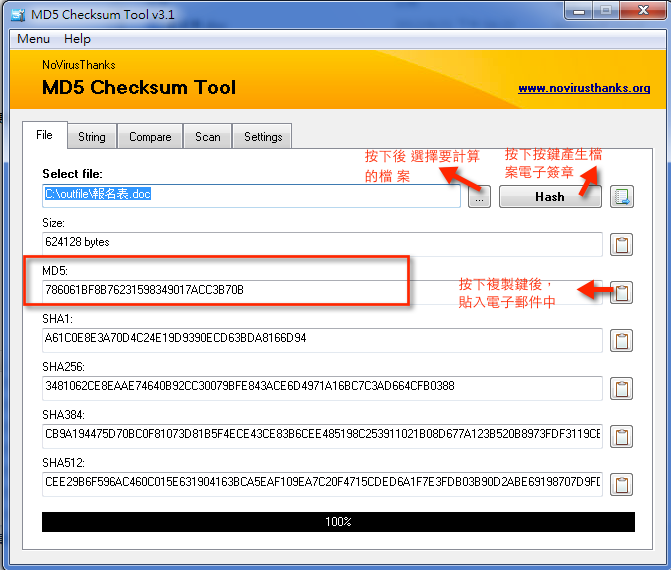 MD5 Checksum Tool v3.1
Menu Help
NoVirusThanks
MD5 Checksum Tool
www.novirusthanks.org
File String Compare Scan Settings
按下後 選擇要計算
的檔 案
按下按鍵產生檔
案電子簽章
Select file:
C:\outfile\報名表.doc
...
Hash
Size:
624128 bytes
MD5:
786061BF8B76231598349017ACC3B70B
按下複製鍵後，
貼入電子郵件中
SHA1:
A61C0E8E3A70D4C24E19D9390ECD63BDA8166D94
SHA256:
3481062CE8EAAE74640B92CC30079BFE843ACE6D4971A16BC7C3AD664CFB0388
SHA384:
CB9A194475D70BC0F81073D81B5F4ECE43CE83B6CEE485198C253911021B08D677A123B520B8973FDF3119CE
SHA512:
CEE29B6F596AC460C015E631904163BCA5EAF109EA7C20F4715CDED6A1F7E3FDB03B90D2ABE69198707D9FD
100%